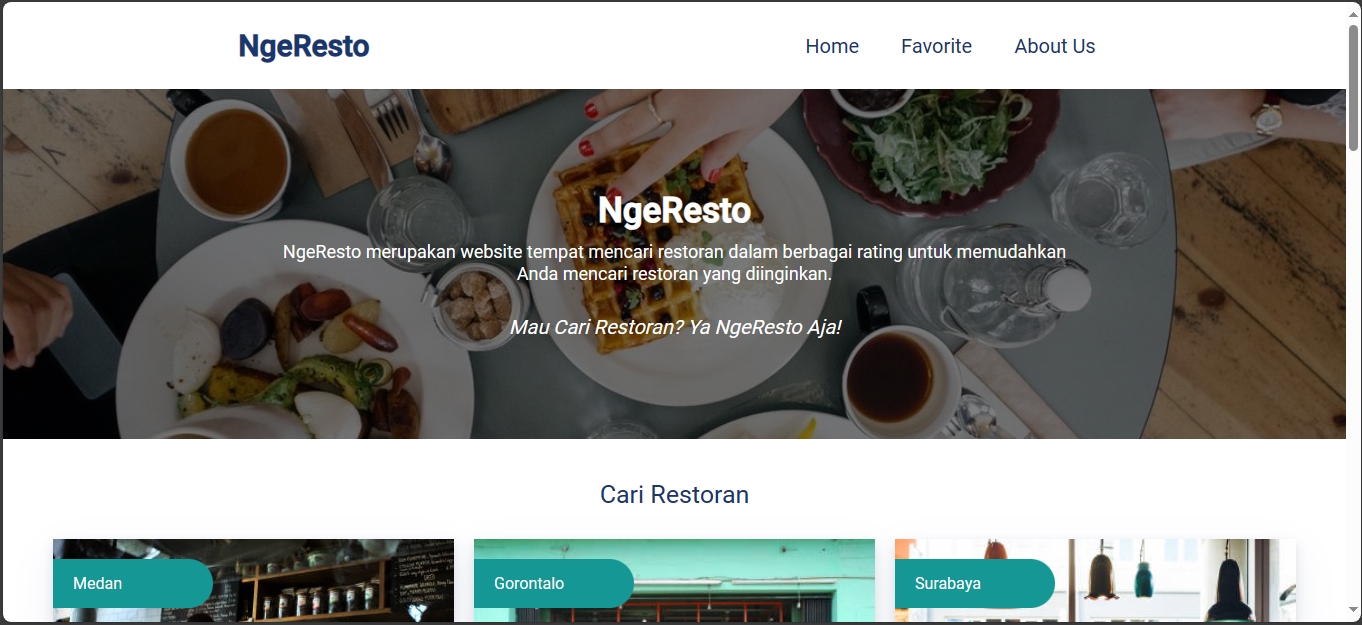 NgeResto
Home Favorite About Us
NgeResto
NgeResto merupakan website tempat mencari restoran dalam berbagai rating untuk memudahkan
Anda mencari restoran yang diinginkan.
Mau Cari Restoran? Ya NgeResto Aja!
Cari Restoran
Medan
Gorontalo
Surabaya